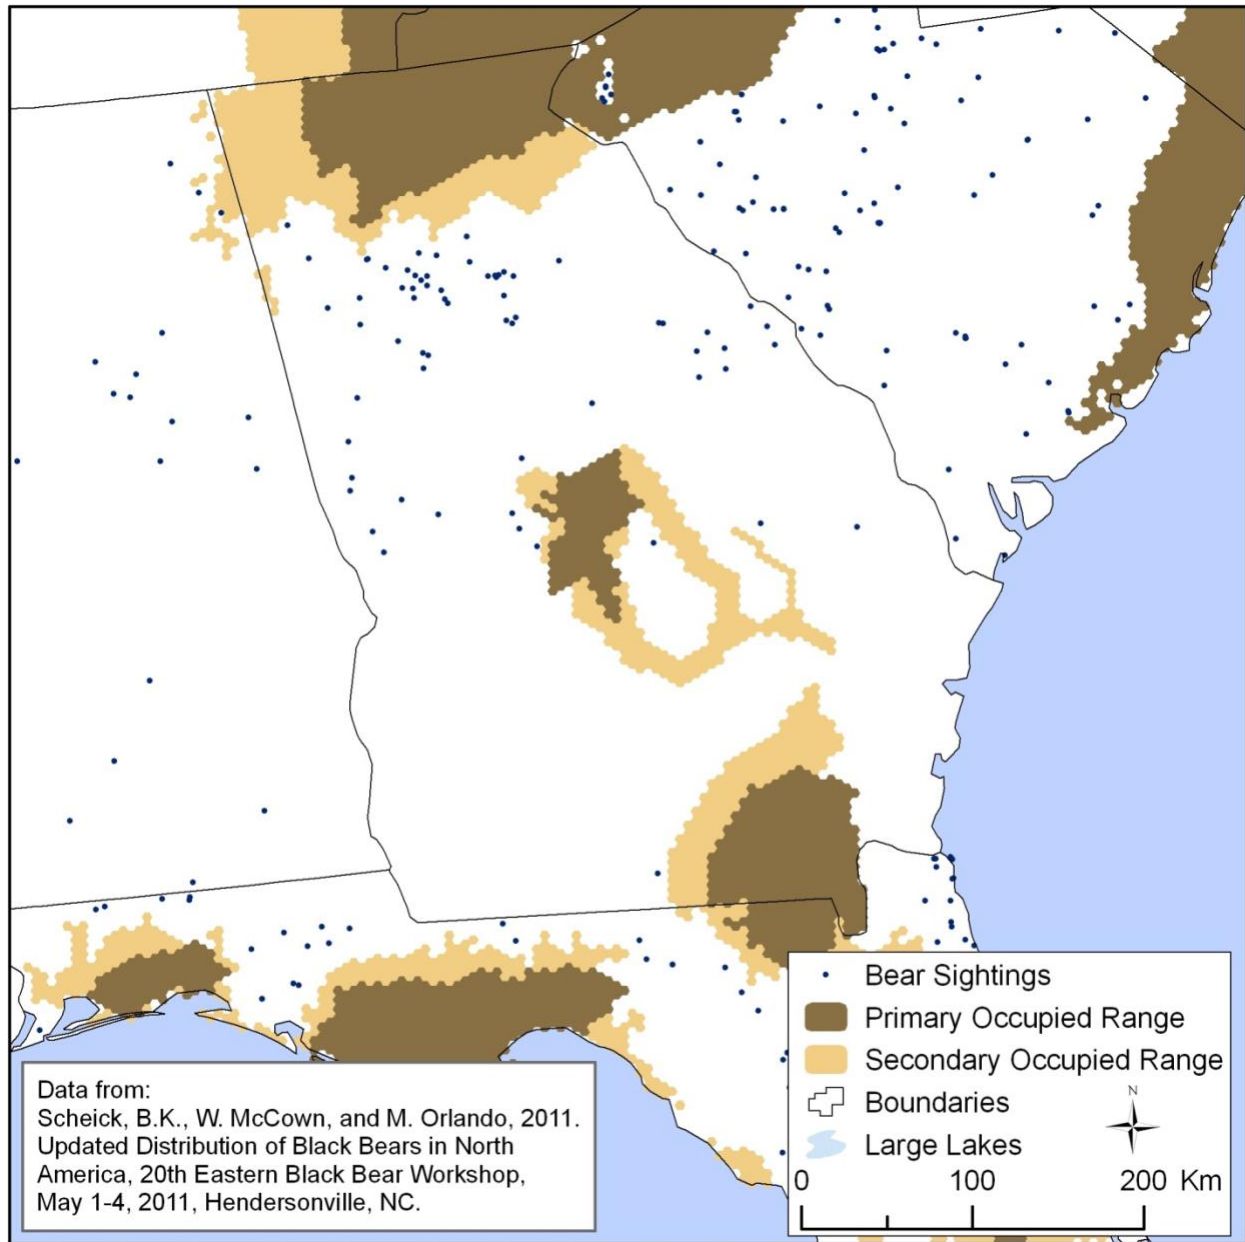 Bear Sightings
Primary Occupied Range
Secondary Occupied Range
Boundaries
N
Large Lakes
0 100 200 Km
Data from:
Scheick, B.K., W. McCown, and M. Orlando, 2011.
Updated Distribution of Black Bears in North
America, 20th Eastern Black Bear Workshop,
May 1-4, 2011, Hendersonville, NC.